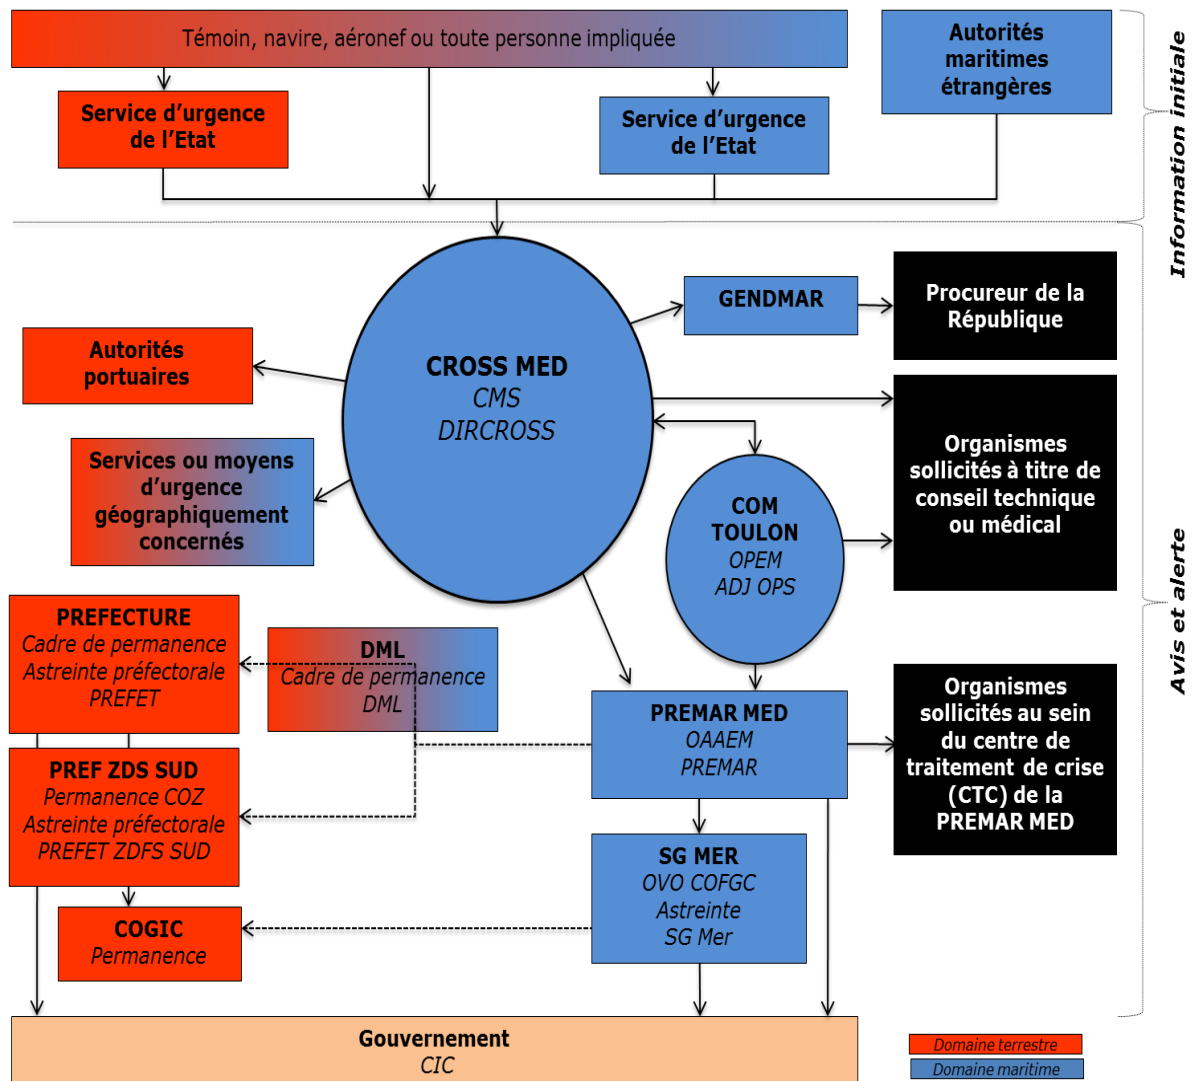 Témoin, navire, aéronef ou toute personne impliquée
Autorités
maritimes
étrangères
Service d'urgence
de l'Etat
Service d'urgence
de l'Etat
Information initiale
CROSS MED
CMS
DIRCROSS
GENDMAR
Procureur de la
République
Autorités
portuaires
Organismes
sollicités à titre de
conseil technique
ou médical
Services ou moyens
d'urgence
géographiquement
concernés
COM
TOULON
OPEM
ADJ OPS
Avis et alerte
PREFECTURE
Cadre de permanence
Astreinte préfectorale
PREFET
DML
Cadre de permanence
DML
PREMAR MED
OAAEM
PREMAR
Organismes
sollicités au sein
du centre de
traitement de crise
(CTC) de la
PREMAR MED
PREF ZDS SUD
Permanence COZ
Astreinte préfectorale
PREFET ZDFS SUD
SG MER
OVO COFGC
Astreinte
SG Mer
COGIC
Permanence
Gouvernement
CIC
Domaine terrestre
Domaine maritime